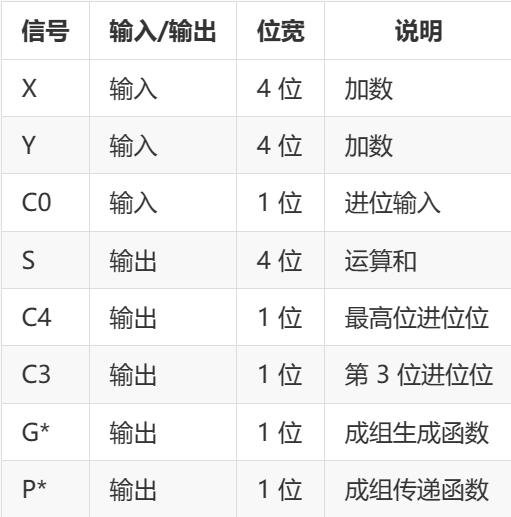 信号 输入/输出 位宽 说明
X 输入 4 位 加数
Y 输入 4 位 加数
C0 输入 1 位 进位输入
S 输出 4 位 运算和
C4 输出 1 位 最高位进位位
C3 输出 1 位 第 3 位进位位
G* 输出 1 位 成组生成函数
P* 输出 1 位 成组传递函数